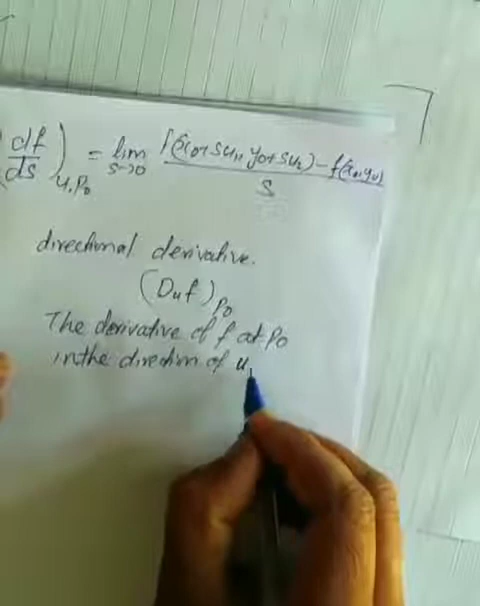 (df/ds)u,P₀ = lim s→0 f(x₀+su₁, y₀+su₂)-f(x₀,y₀) / s
directional derivative.
(Duf)P₀
The derivative of f at P₀
in the direction of u